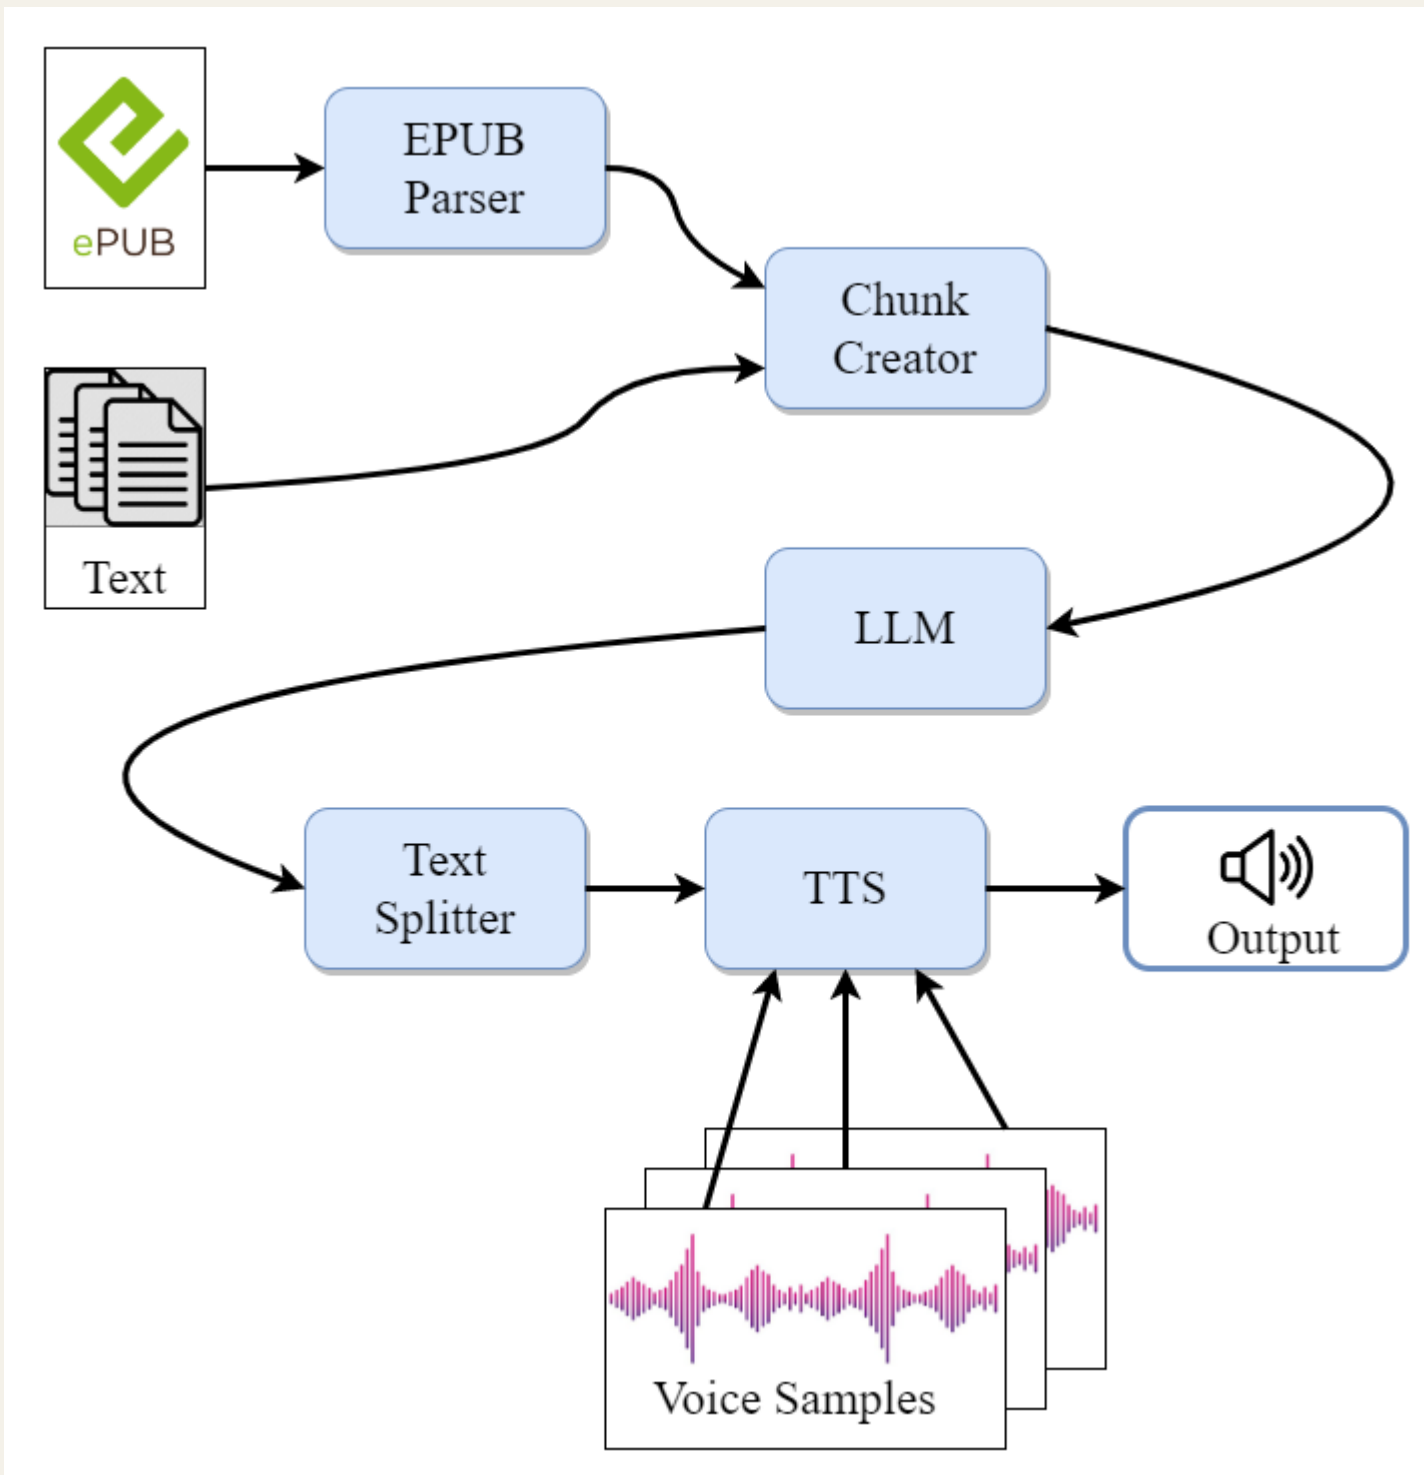 ePUB
EPUB
Parser
Chunk
Creator
Text
LLM
Text
Splitter
TTS
Output
Voice Samples